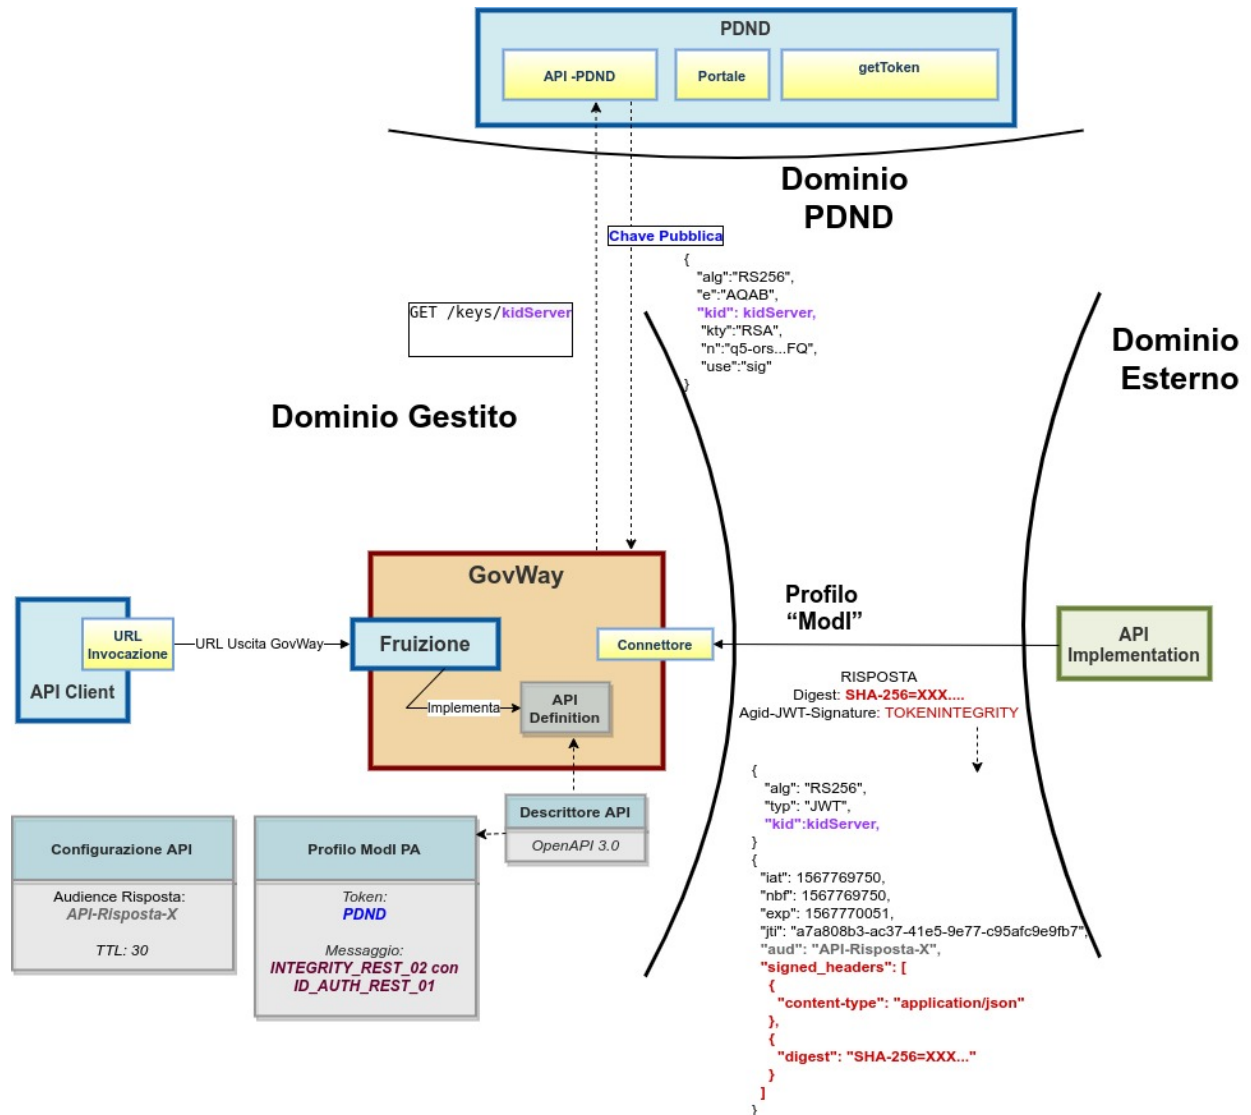 PDND
API -PDND
Portale
getToken
Dominio
PDND
Chave Pubblica
{
"alg":"RS256",
"e":"AQAB",
"kid": kidServer,
"kty":"RSA",
"n":"q5-ors...FQ",
"use":"sig"
}
GET /keys/kidServer
Dominio
Esterno
Dominio Gestito
GovWay
URL
Invocazione
API Client
URL Uscita GovWay
Fruizione
Implementa
API
Definition
Connettore
Profilo
“ModI”
API
Implementation
RISPOSTA
Digest: SHA-256=XXX....
Agid-JWT-Signature: TOKENINTEGRITY
{
"alg": "RS256",
"typ": "JWT",
"kid":kidServer,
}
{
"iat": 1567769750,
"nbf": 1567769750,
"exp": 1567770051,
"jti": "a7a808b3-ac37-41e5-9e77-c95afc9e9fb7",
"aud": "API-Risposta-X",
"signed_headers": [
{
"content-type": "application/json"
},
{
"digest": "SHA-256=XXX..."
}
]
}
Descrittore API
OpenAPI 3.0
Configurazione API
Audience Risposta:
API-Risposta-X
TTL: 30
Profilo ModI PA
Token:
PDND
Messaggio:
INTEGRITY_REST_02 con
ID_AUTH_REST_01